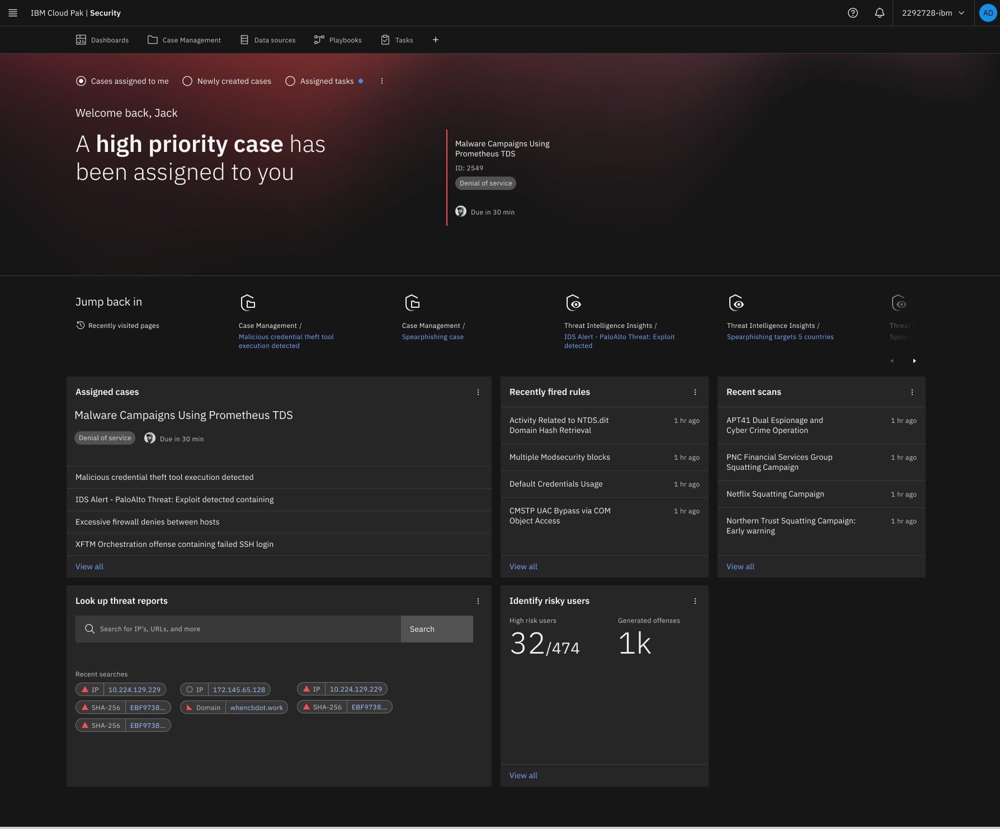 IBM Cloud Pak | Security
2292728-ibm
AD
Dashboards
Case Management
Data sources
Playbooks
Tasks
Cases assigned to me
Newly created cases
Assigned tasks
Welcome back, Jack
A high priority case has
been assigned to you
Malware Campaigns Using
Prometheus TDS
ID: 2549
Denial of service
Due in 30 min
Jump back in
Recently visited pages
Case Management /
Malicious credential theft tool
execution detected
Case Management /
Spearphishing case
Threat Intelligence Insights /
IDS Alert - PaloAlto Threat: Exploit
detected
Threat Intelligence Insights /
Spearphishing targets 5 countries
Threat
Spearp
Assigned cases
Malware Campaigns Using Prometheus TDS
Denial of service
Due in 30 min
Malicious credential theft tool execution detected
IDS Alert - PaloAlto Threat: Exploit detected containing
Excessive firewall denies between hosts
XFTM Orchestration offense containing failed SSH login
View all
Recently fired rules
Activity Related to NTDS.dit
Domain Hash Retrieval
1 hr ago
Multiple Modsecurity blocks
1 hr ago
Default Credentials Usage
1 hr ago
CMSTP UAC Bypass via COM
Object Access
1 hr ago
View all
Recent scans
APT41 Dual Espionage and
Cyber Crime Operation
1 hr ago
PNC Financial Services Group
Squatting Campaign
1 hr ago
Netflix Squatting Campaign
1 hr ago
Northern Trust Squatting Campaign:
Early warning
1 hr ago
View all
Look up threat reports
Search for IP's, URLs, and more
Search
Recent searches
IP 10.224.129.229
IP 172.145.65.128
IP 10.224.129.229
SHA-256 EBF9738...
Domain whencbdot.work
SHA-256 EBF9738...
SHA-256 EBF9738...
Identify risky users
High risk users
32/474
Generated offenses
1k
View all